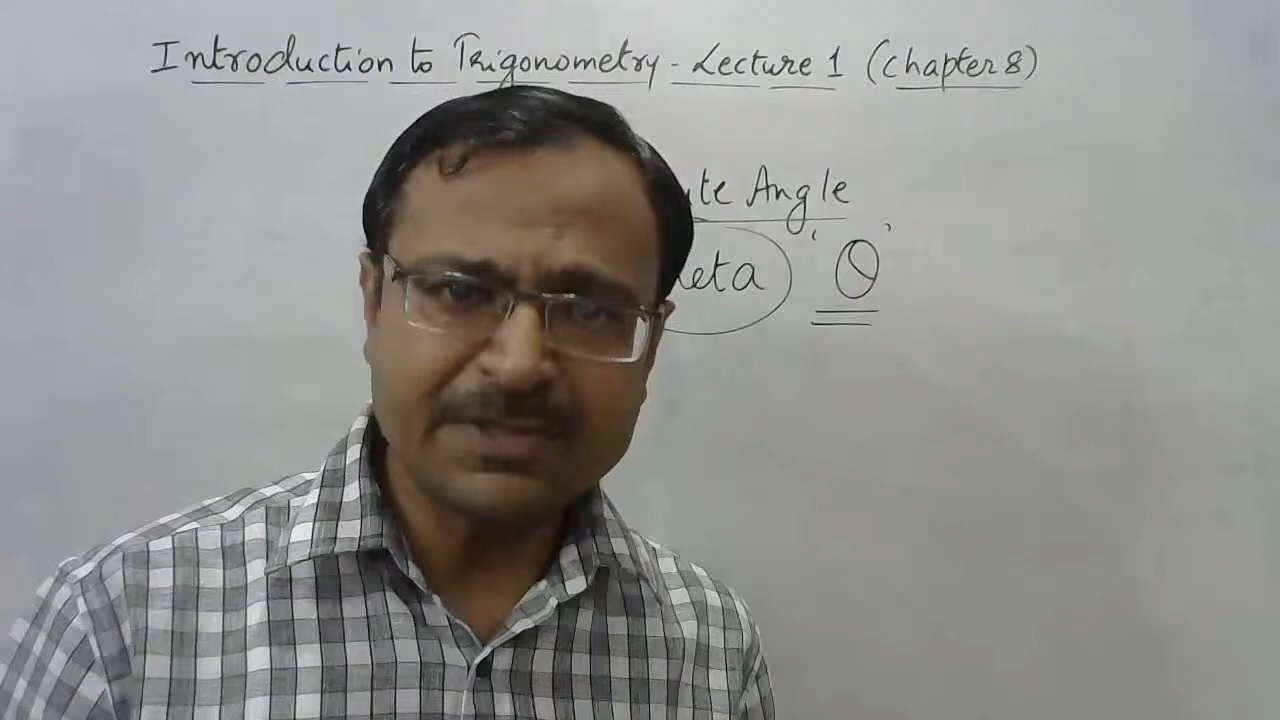 Introduction to Trigonometry - Lecture 1 (Chapter 8)
Angle
' θ '